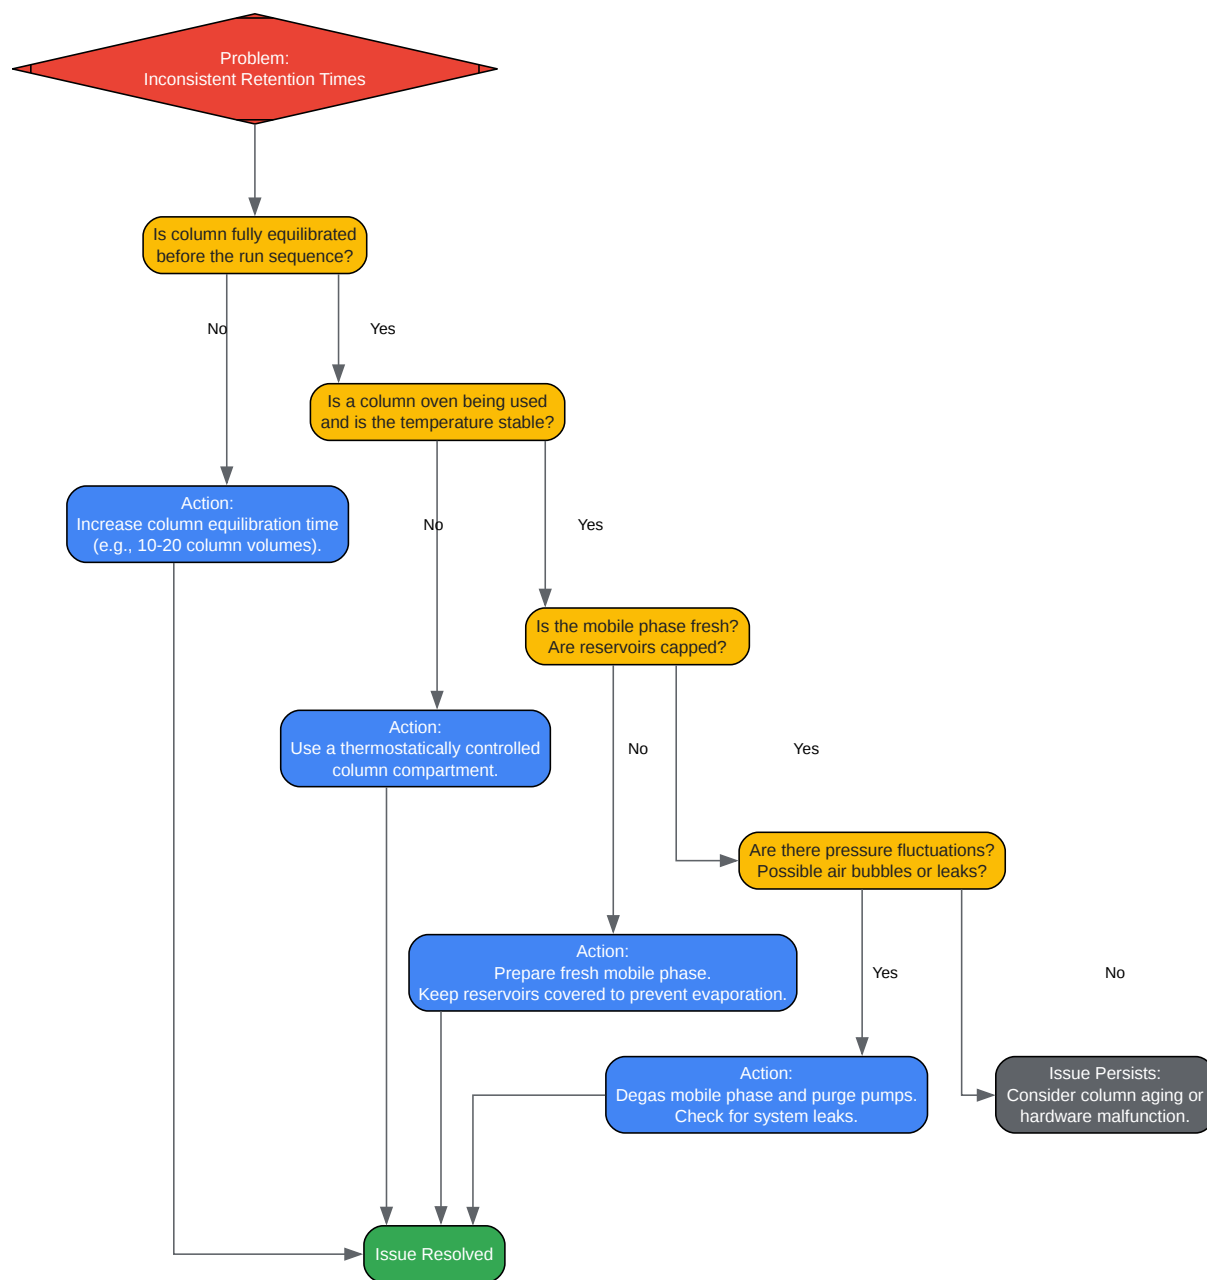 Problem:
Inconsistent Retention Times
Is column fully equilibrated
before the run sequence?
No
Yes
Is a column oven being used
and is the temperature stable?
Action:
Increase column equilibration time
(e.g., 10-20 column volumes).
No
Yes
Is the mobile phase fresh?
Are reservoirs capped?
Action:
Use a thermostatically controlled
column compartment.
No
Yes
Are there pressure fluctuations?
Possible air bubbles or leaks?
Action:
Prepare fresh mobile phase.
Keep reservoirs covered to prevent evaporation.
Yes
No
Action:
Degas mobile phase and purge pumps.
Check for system leaks.
Issue Persists:
Consider column aging or
hardware malfunction.
Issue Resolved